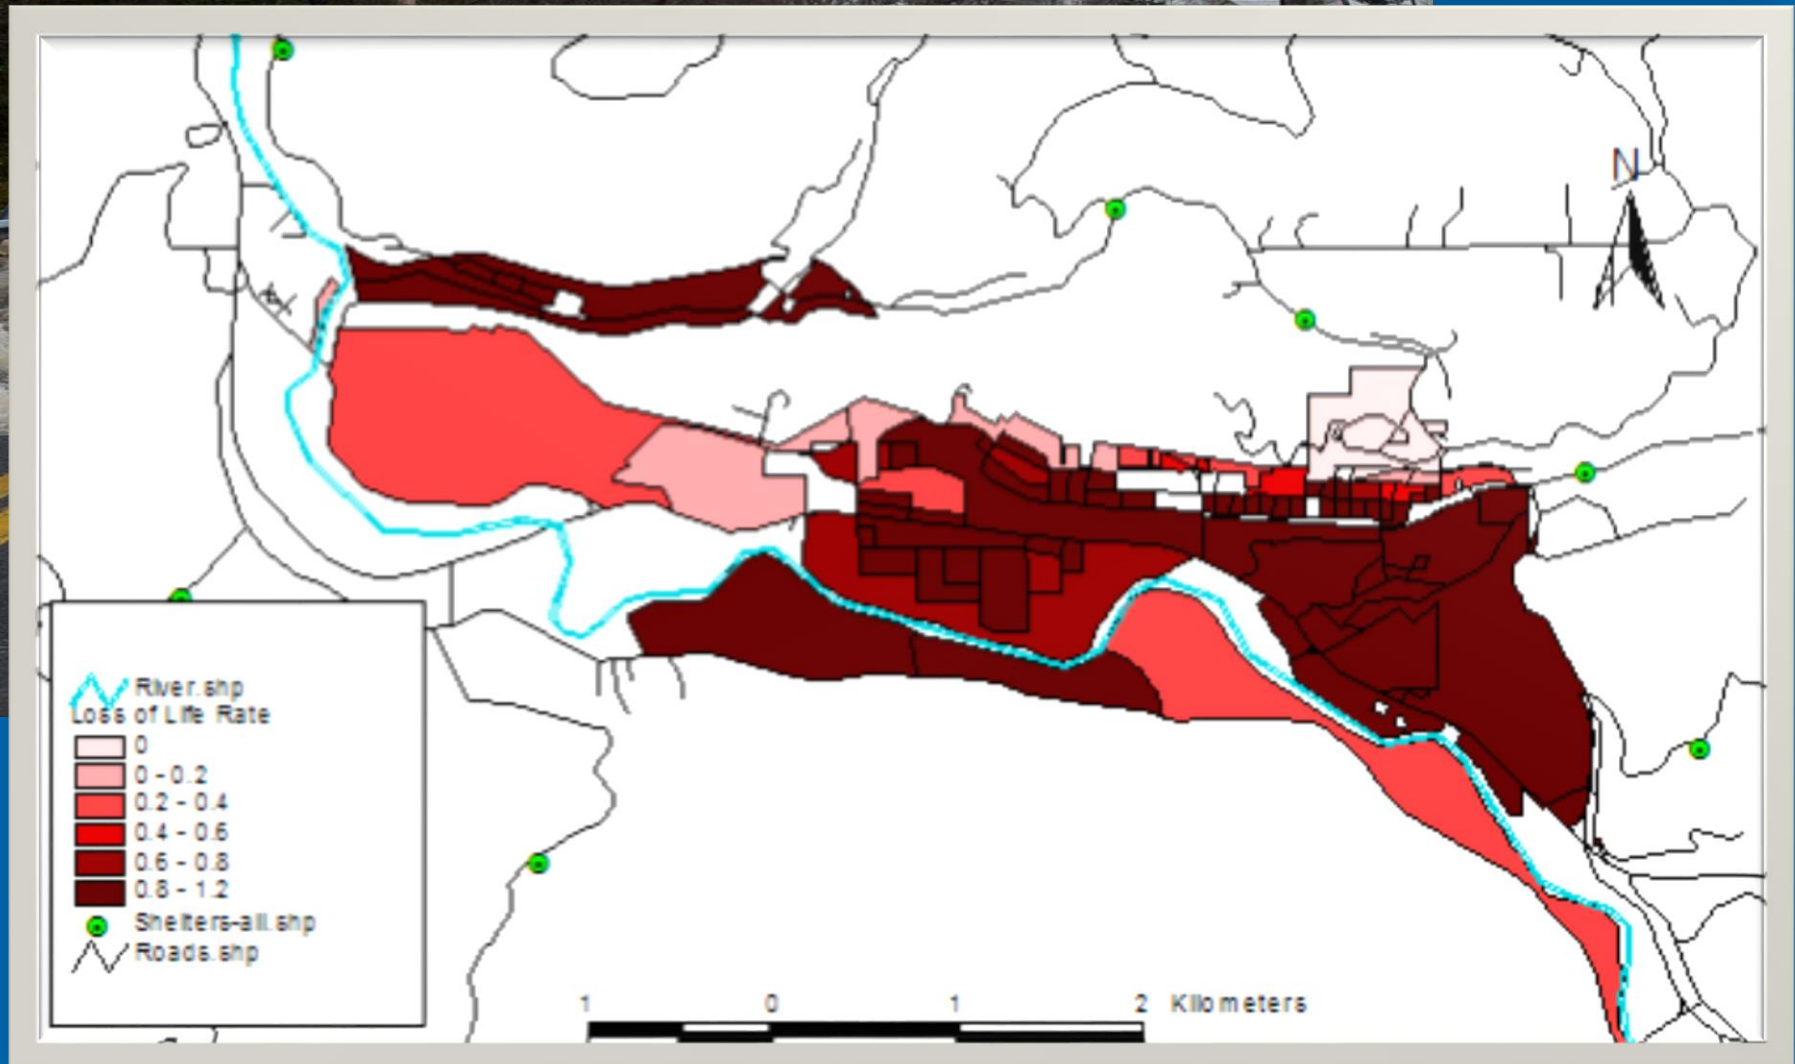 N
River.shp
Loss of Life Rate
0
0 - 0.2
0.2 - 0.4
0.4 - 0.6
0.6 - 0.8
0.8 - 1.2
Shelters-all.shp
Roads.shp
1 0 1 2 Kilometers